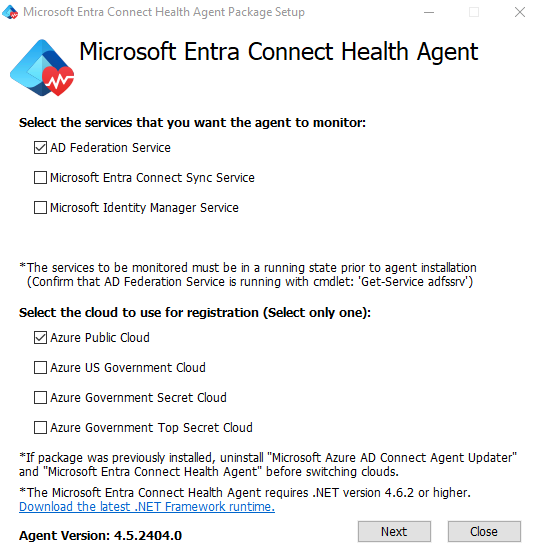 Microsoft Entra Connect Health Agent Package Setup
Microsoft Entra Connect Health Agent
Select the services that you want the agent to monitor:
AD Federation Service
Microsoft Entra Connect Sync Service
Microsoft Identity Manager Service
*The services to be monitored must be in a running state prior to agent installation
(Confirm that AD Federation Service is running with cmdlet: 'Get-Service adfssrv')
Select the cloud to use for registration (Select only one):
Azure Public Cloud
Azure US Government Cloud
Azure Government Secret Cloud
Azure Government Top Secret Cloud
*If package was previously installed, uninstall "Microsoft Azure AD Connect Agent Updater"
and "Microsoft Entra Connect Health Agent" before switching clouds.
*The Microsoft Entra Connect Health Agent requires .NET version 4.6.2 or higher.
Download the latest .NET Framework runtime.
Agent Version: 4.5.2404.0
Next
Close